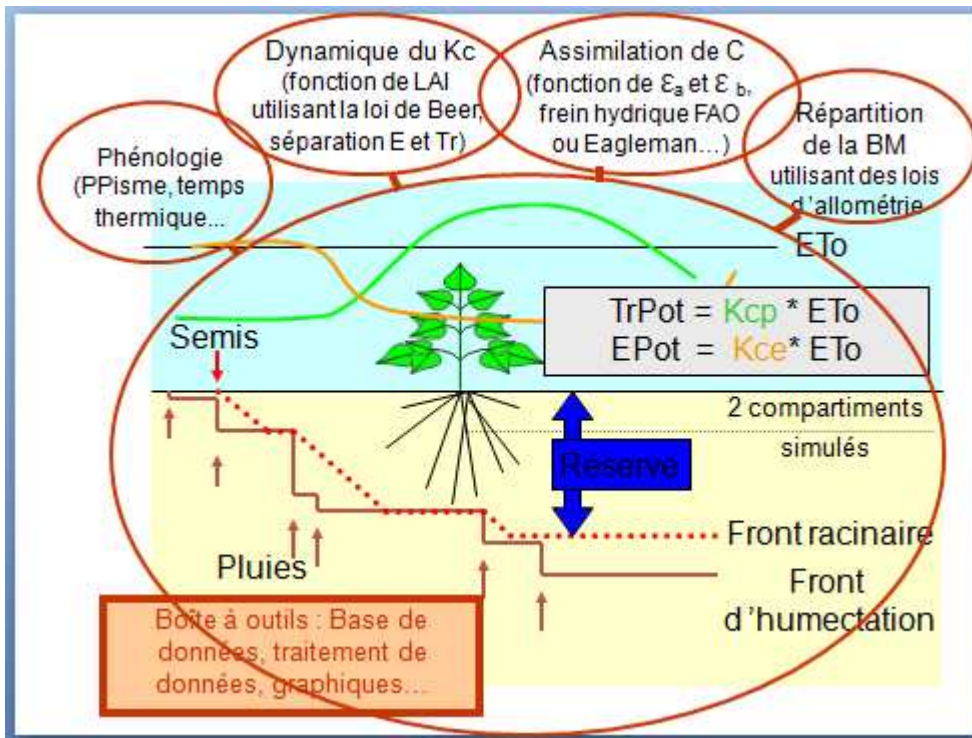 Dynamique du Kc
(fonction de LAI
utilisant la loi de Beer,
séparation E et Tr)
Assimilation de C
(fonction de Ɛa et Ɛ b,
frein hydrique FAO
ou Eagleman…)
Phénologie
(PPisme, temps
thermique...
Répartition
de la BM
utilisant des lois
d'allométrie
ETo
TrPot = Kcp * ETo
EPot = Kce* ETo
Semis
2 compartiments
simulés
Réserve
Front racinaire
Pluies
Front
d'humectation
Boîte à outils : Base de
données, traitement de
données, graphiques…